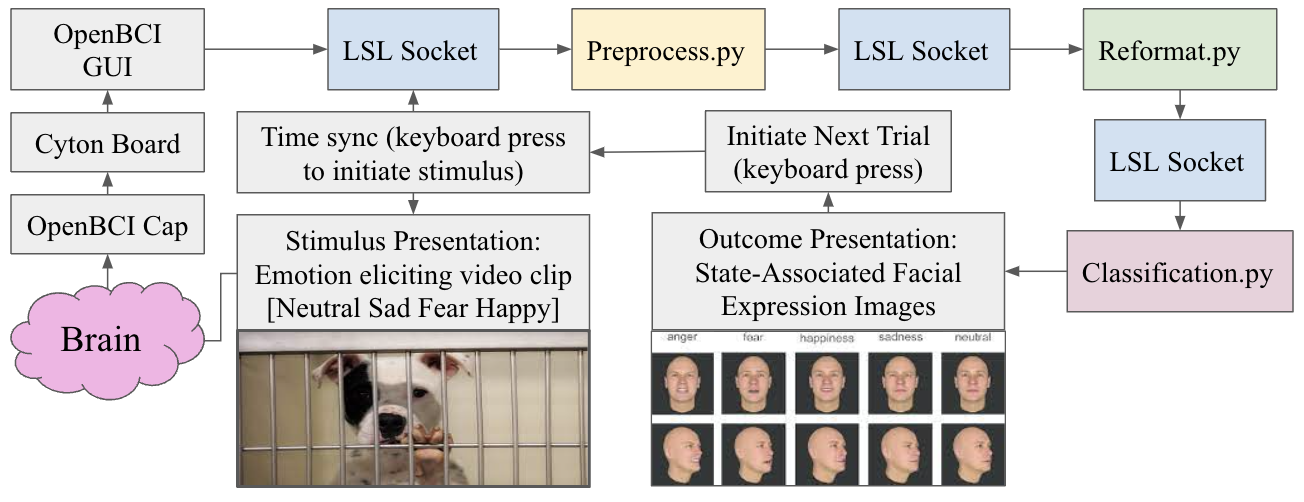 OpenBCI
GUI
LSL Socket
Preprocess.py
LSL Socket
Reformat.py
Cyton Board
Time sync (keyboard press
to initiate stimulus)
Initiate Next Trial
(keyboard press)
LSL Socket
OpenBCI Cap
Stimulus Presentation:
Emotion eliciting video clip
[Neutral Sad Fear Happy]
Outcome Presentation:
State-Associated Facial
Expression Images
Classification.py
Brain
anger fear happiness sadness neutral